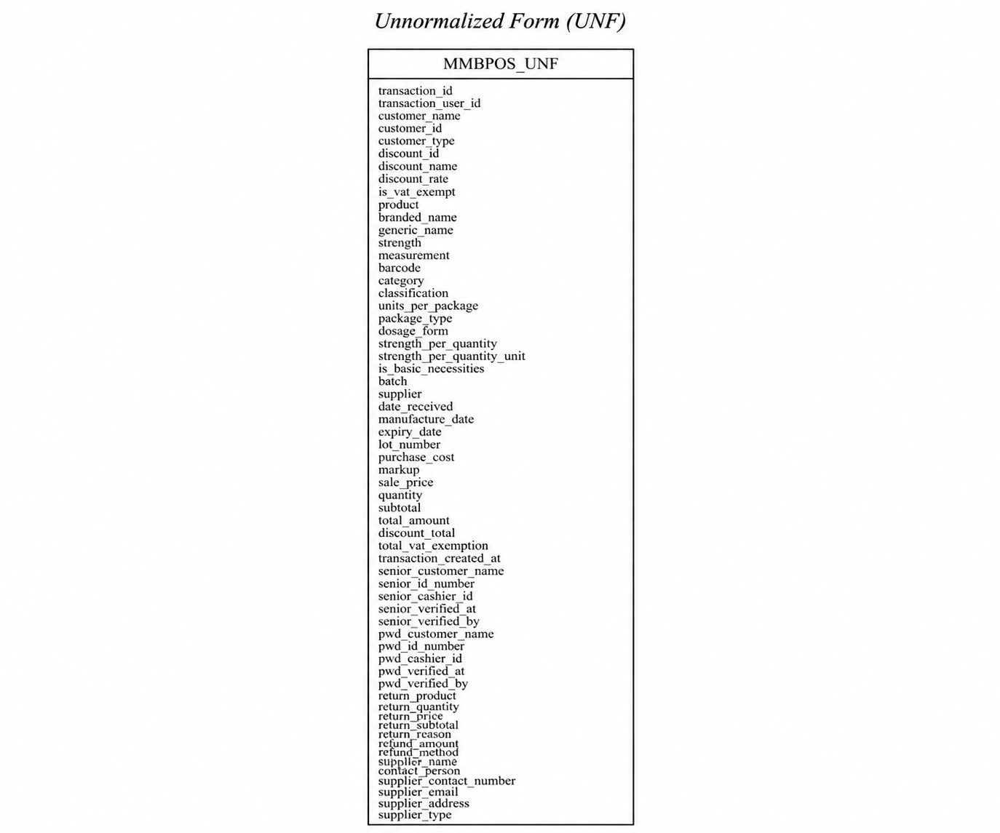 Unnormalized Form (UNF)
MMBPOS_UNF
transaction_id
transaction_user_id
customer_name
customer_id
customer_type
discount_id
discount_name
discount_rate
is_vat_exempt
product
branded_name
generic_name
strength
measurement
barcode
category
classification
units_per_package
package_type
dosage_form
strength_per_quantity
strength_per_quantity_unit
is_basic_necessities
batch
supplier
date_received
manufacture_date
expiry_date
lot_number
purchase_cost
markup
sale_price
quantity
subtotal
total_amount
discount_total
total_vat_exemption
transaction_created_at
senior_customer_name
senior_id_number
senior_cashier_id
senior_verified_at
senior_verified_by
pwd_customer_name
pwd_id_number
pwd_cashier_id
pwd_verified_at
pwd_verified_by
return_product
return_quantity
return_price
return_subtotal
return_reason
refund_amount
refund_method
supplier_name
contact_person
supplier_contact_number
supplier_email
supplier_address
supplier_type